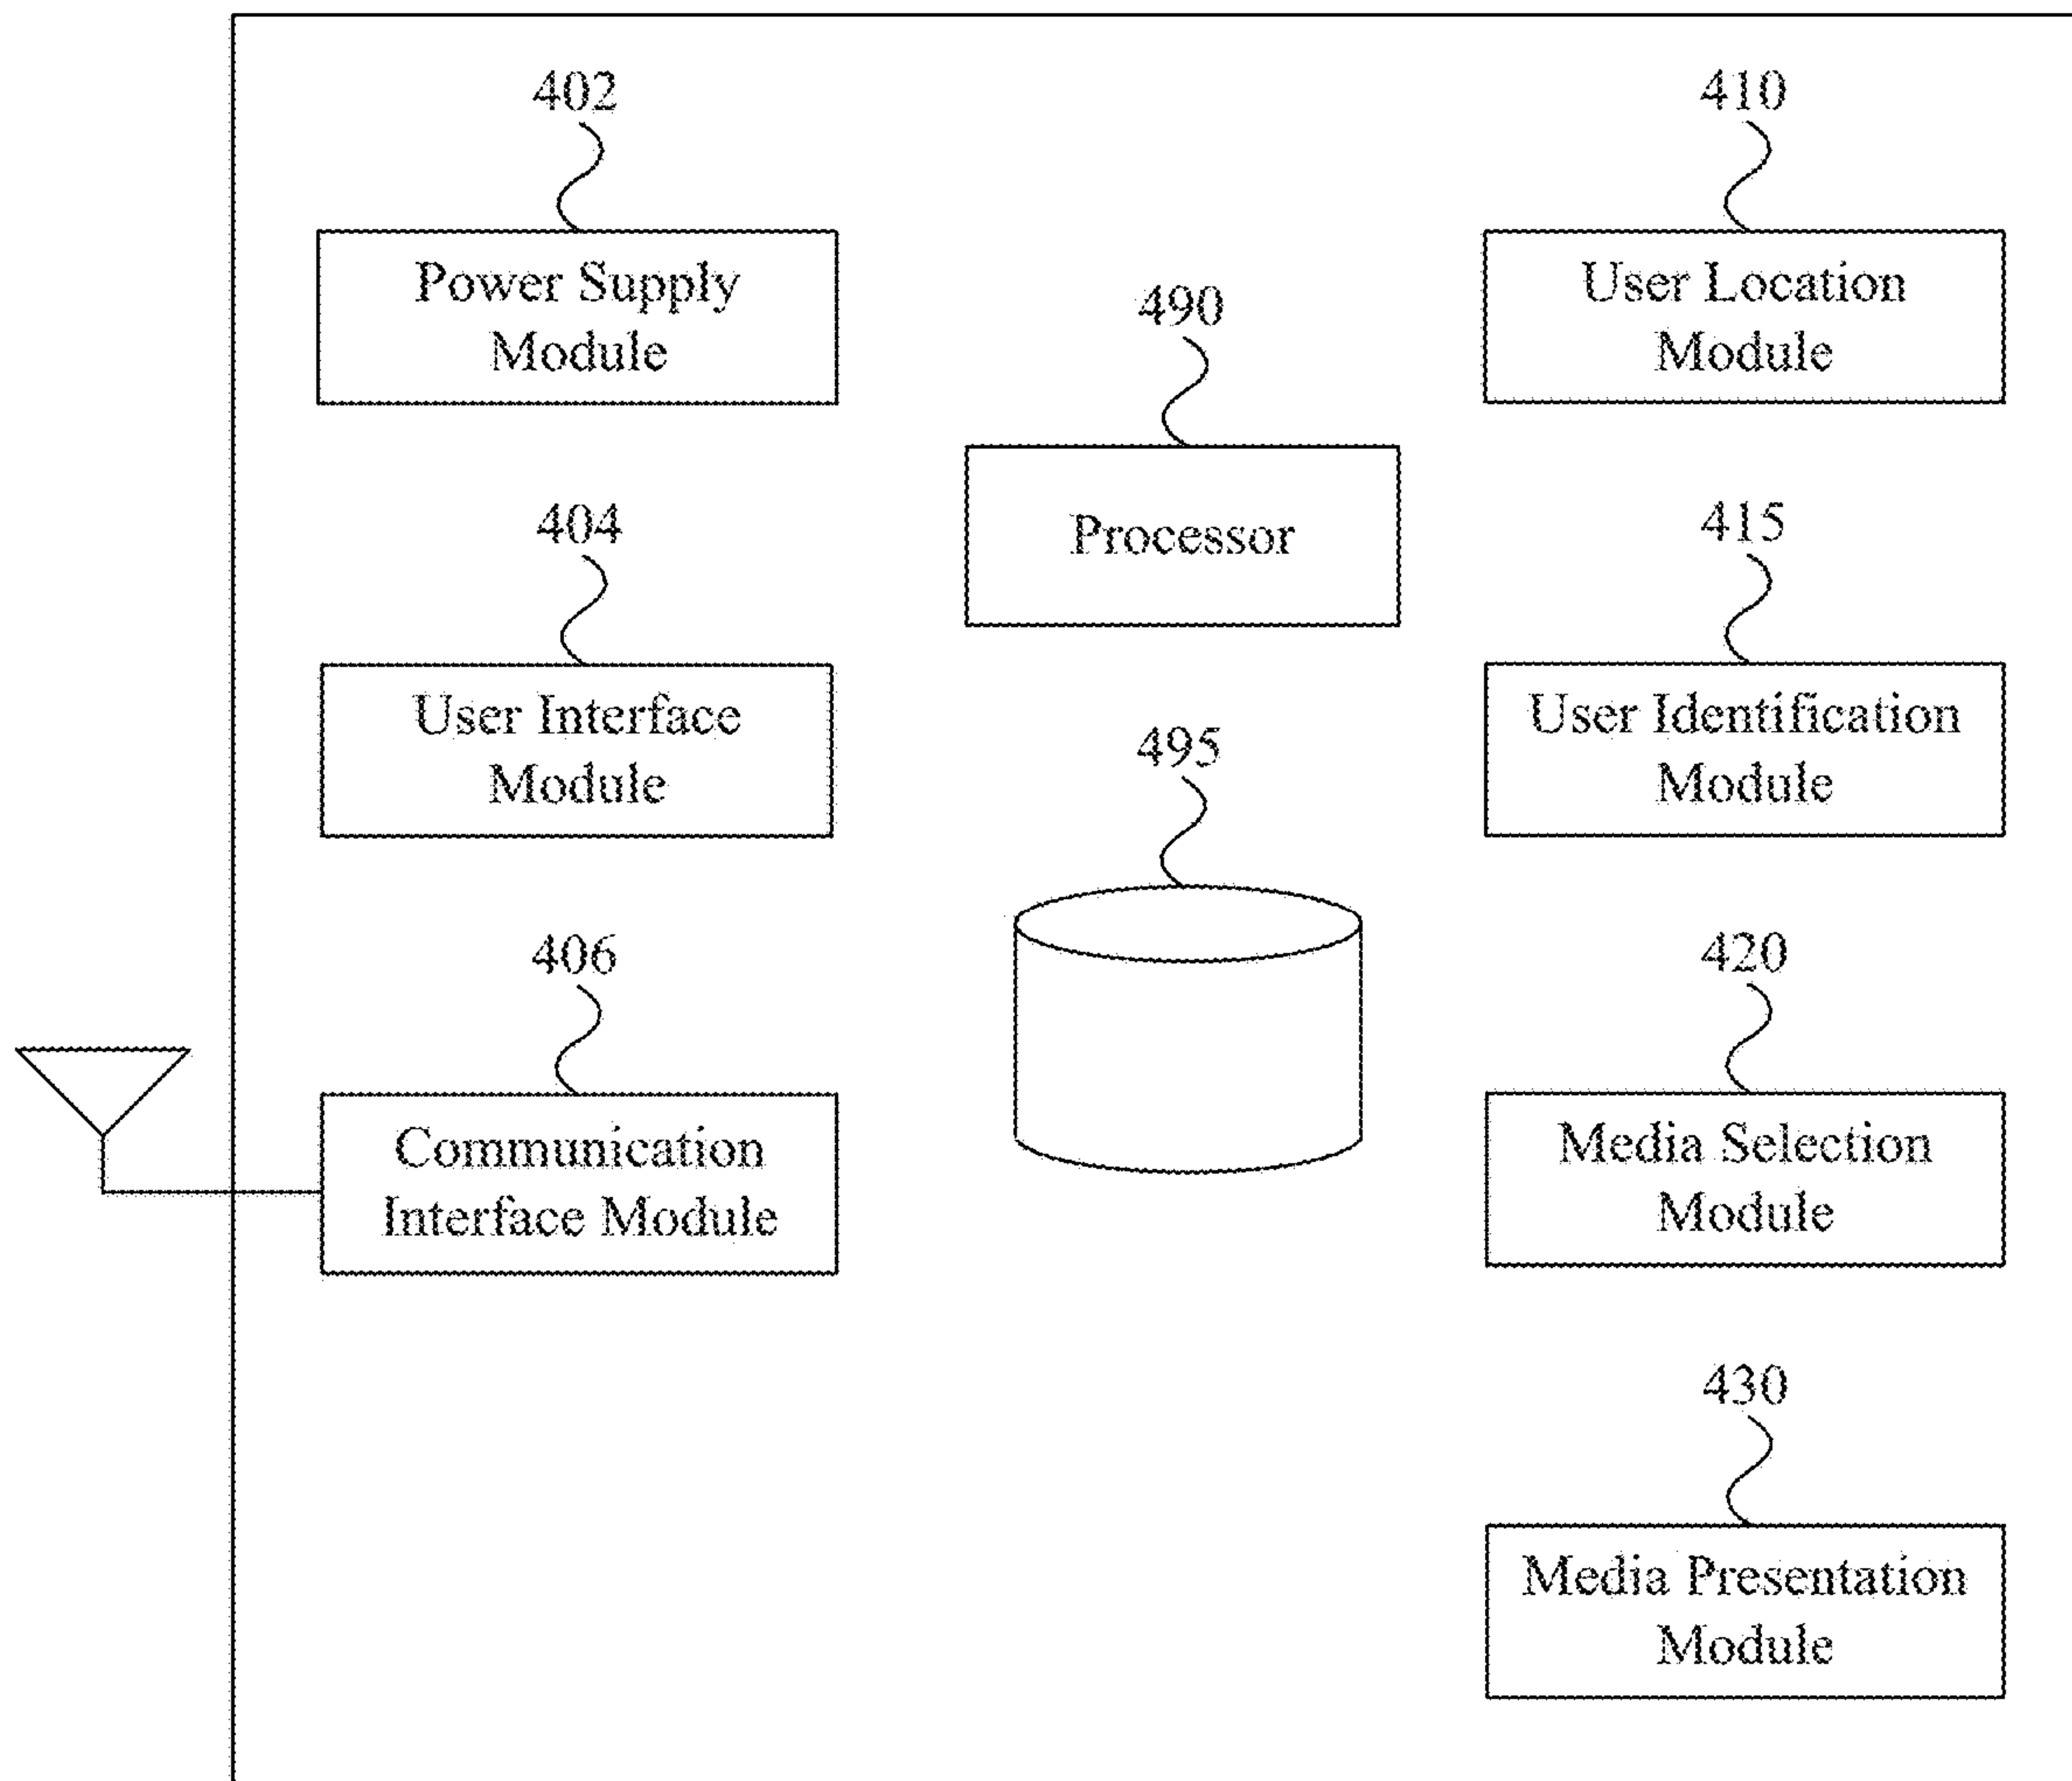 402
Power Supply
Module
404
User Interface
Module
406
Communication
Interface Module
490
Processor
495
410
User Location
Module
415
User Identification
Module
420
Media Selection
Module
430
Media Presentation
Module